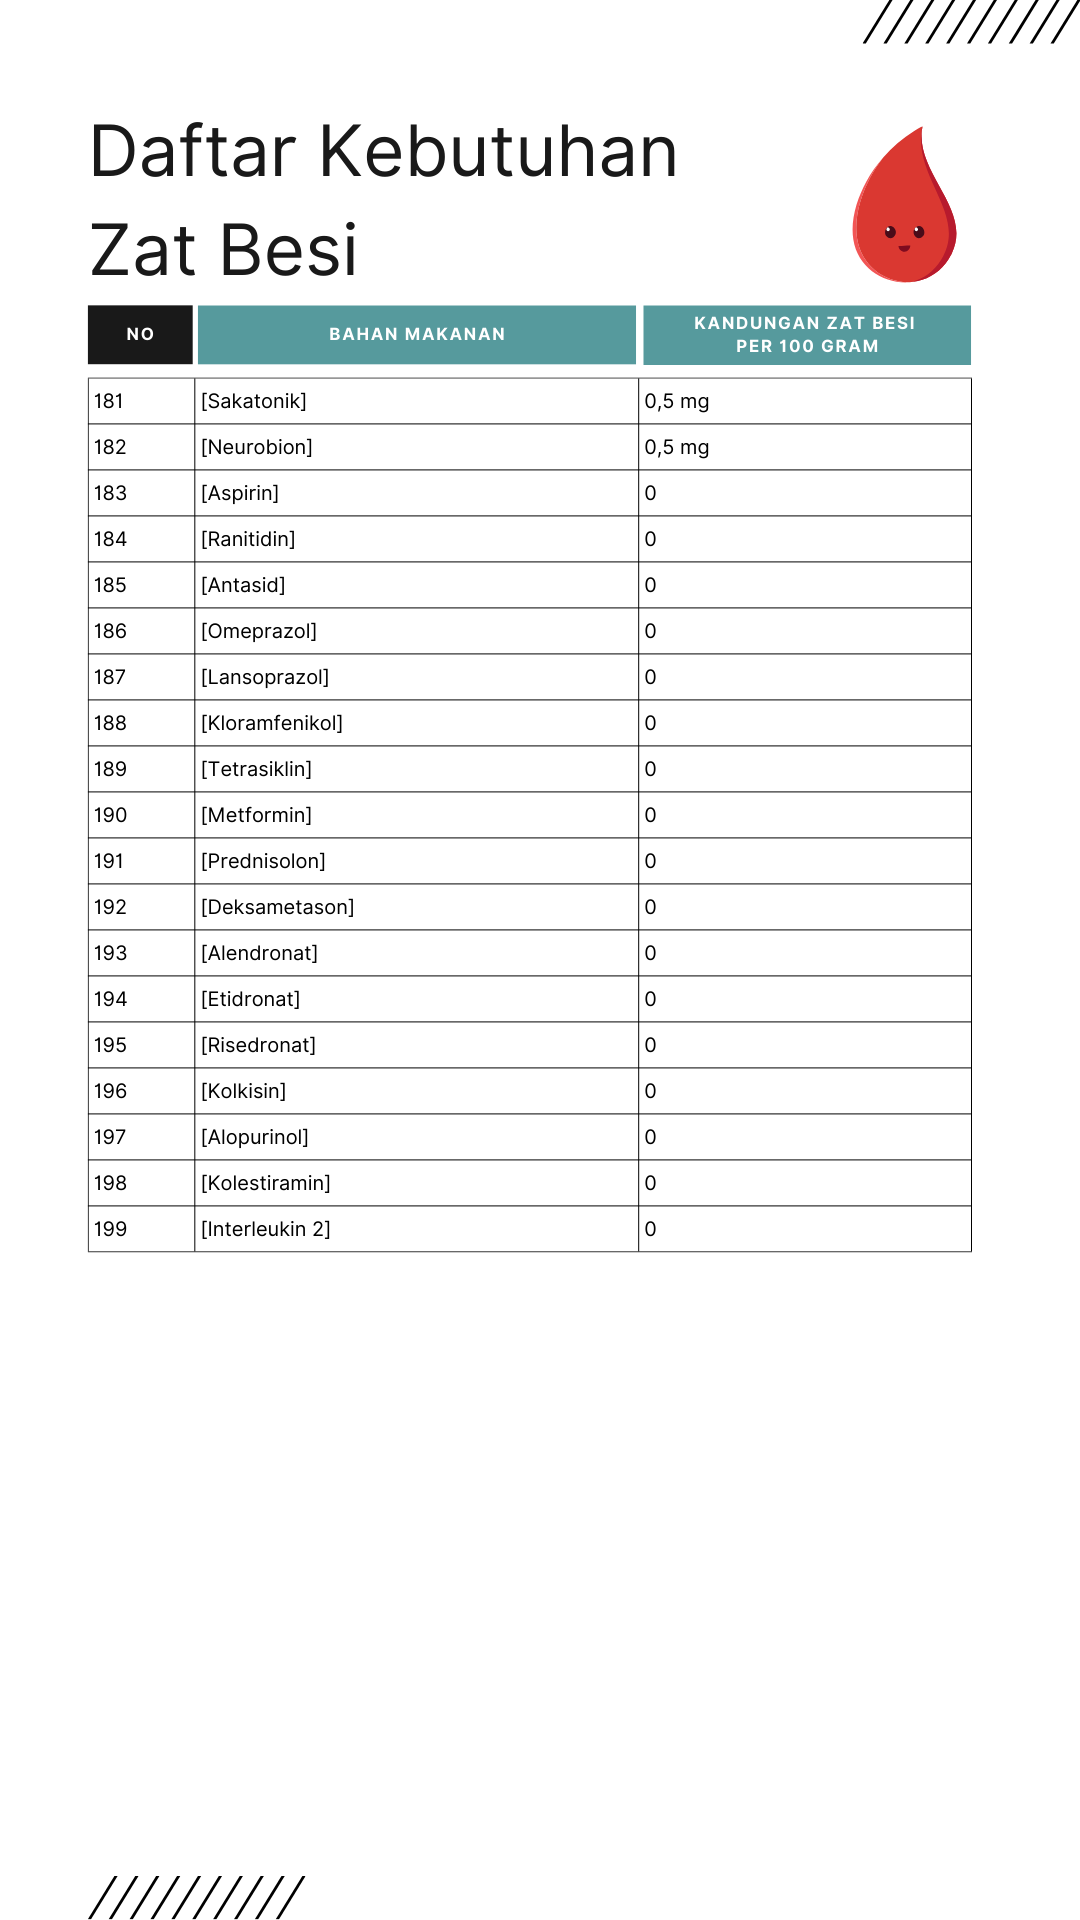 Daftar Kebutuhan
Zat Besi
NO BAHAN MAKANAN KANDUNGAN ZAT BESI
PER 100 GRAM
181 [Sakatonik] 0,5 mg
182 [Neurobion] 0,5 mg
183 [Aspirin] 0
184 [Ranitidin] 0
185 [Antasid] 0
186 [Omeprazol] 0
187 [Lansoprazol] 0
188 [Kloramfenikol] 0
189 [Tetrasiklin] 0
190 [Metformin] 0
191 [Prednisolon] 0
192 [Deksametason] 0
193 [Alendronat] 0
194 [Etidronat] 0
195 [Risedronat] 0
196 [Kolkisin] 0
197 [Alopurinol] 0
198 [Kolestiramin] 0
199 [Interleukin 2] 0